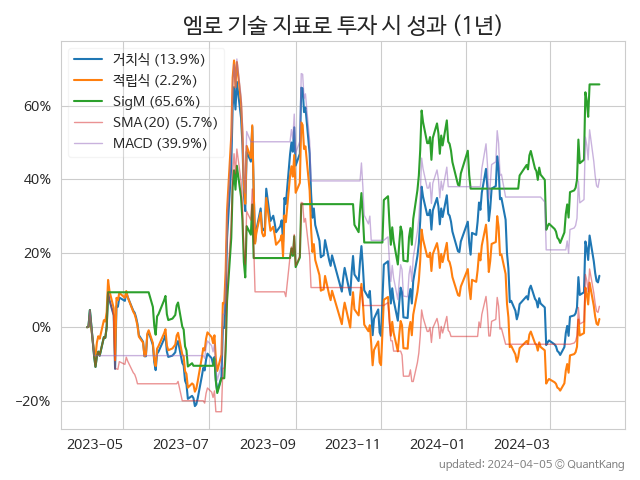 엠로 기술 지표로 투자 시 성과 (1년)
거치식 (13.9%)
적립식 (2.2%)
SigM (65.6%)
SMA(20) (5.7%)
MACD (39.9%)
60%
40%
20%
0%
−20%
2023-05 2023-07 2023-09 2023-11 2024-01 2024-03
updated: 2024-04-05 © QuantKang